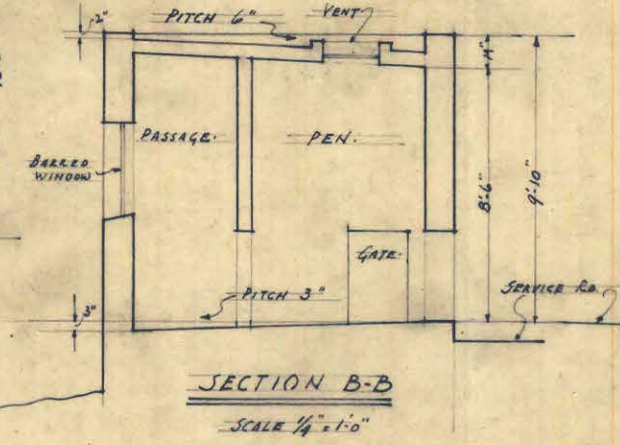 2"
PITCH 6"
VENT
PASSAGE.
PEN.
BARRED
WINDOW
8'-6"
9'-10"
GATE.
PITCH 3"
3"
SERVICE RD.
SECTION B-B
SCALE 1/4" = 1'-0"